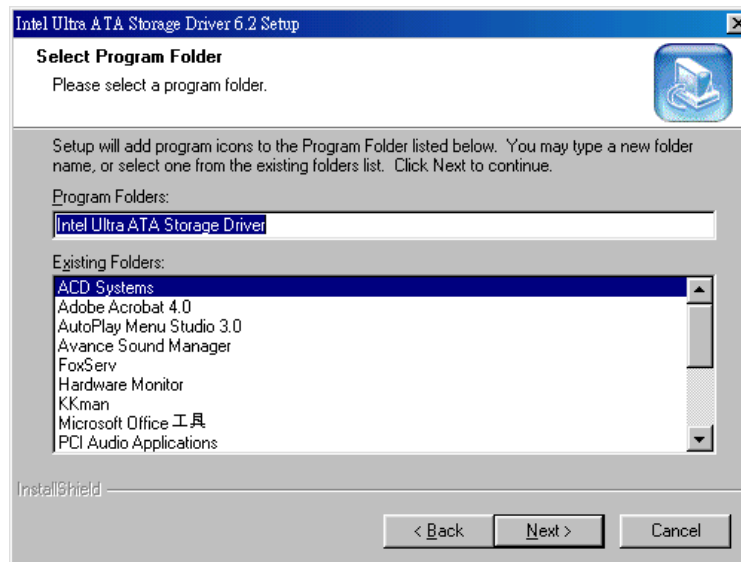 Intel Ultra ATA Storage Driver 6.2 Setup
Select Program Folder
Please select a program folder.
Setup will add program icons to the Program Folder listed below. You may type a new folder
name, or select one from the existing folders list. Click Next to continue.
Program Folders:
Intel Ultra ATA Storage Driver
Existing Folders:
ACD Systems
Adobe Acrobat 4.0
AutoPlay Menu Studio 3.0
Avance Sound Manager
FoxServ
Hardware Monitor
KKman
Microsoft Office 工具
PCI Audio Applications
InstallShield
< Back
Next >
Cancel